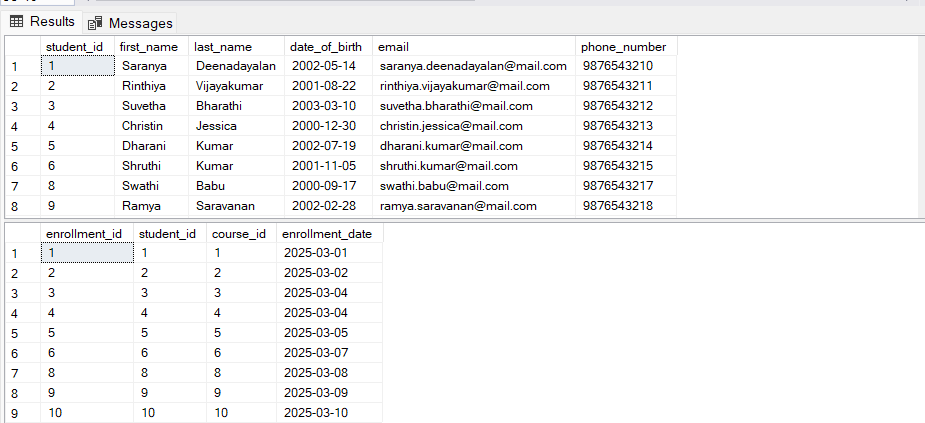 Results Messages
student_id first_name last_name date_of_birth email phone_number
1 1 Saranya Deenadayalan 2002-05-14 saranya.deenadayalan@mail.com 9876543210
2 2 Rinthiya Vijayakumar 2001-08-22 rinthiya.vijayakumar@mail.com 9876543211
3 3 Suvetha Bharathi 2003-03-10 suvetha.bharathi@mail.com 9876543212
4 4 Christin Jessica 2000-12-30 christin.jessica@mail.com 9876543213
5 5 Dharani Kumar 2002-07-19 dharani.kumar@mail.com 9876543214
6 6 Shruthi Kumar 2001-11-05 shruthi.kumar@mail.com 9876543215
7 8 Swathi Babu 2000-09-17 swathi.babu@mail.com 9876543217
8 9 Ramya Saravanan 2002-02-28 ramya.saravanan@mail.com 9876543218
enrollment_id student_id course_id enrollment_date
1 1 1 1 2025-03-01
2 2 2 2 2025-03-02
3 3 3 3 2025-03-04
4 4 4 4 2025-03-04
5 5 5 5 2025-03-05
6 6 6 6 2025-03-07
7 8 8 8 2025-03-08
8 9 9 9 2025-03-09
9 10 10 10 2025-03-10